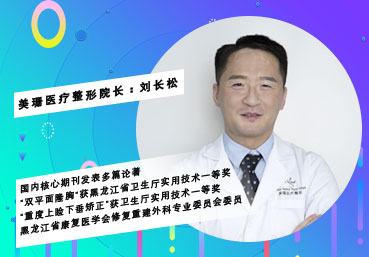 美珊医疗整形院长：刘长松
国内核心期刊发表多篇论著
“双平面隆胸”获黑龙江省卫生厅实用技术一等奖
“重度上睑下垂矫正”获卫生厅实用技术一等奖
黑龙江省康复医学会修复重建外科专业委员会委员